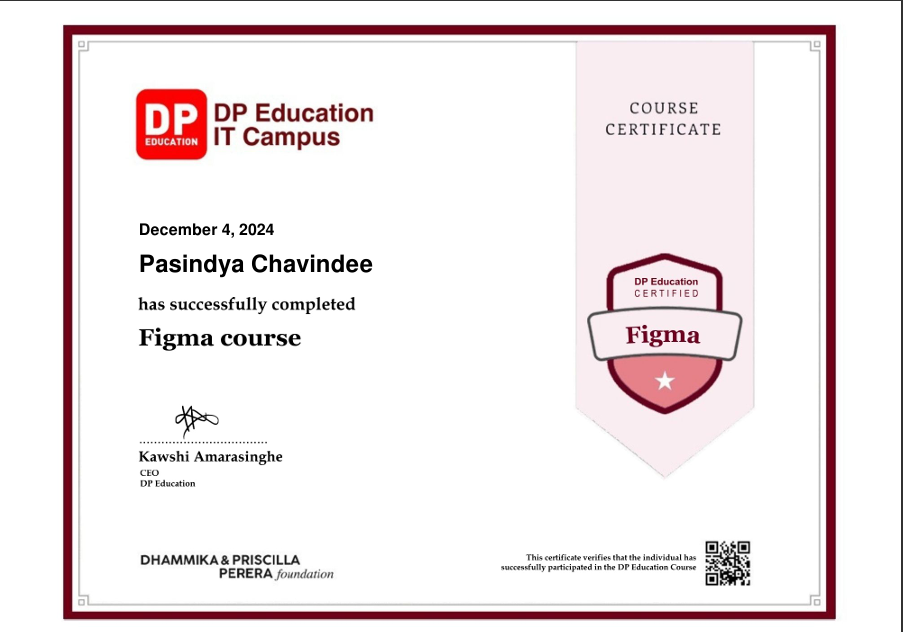 DP
EDUCATION
DP Education
IT Campus
COURSE
CERTIFICATE
December 4, 2024
Pasindya Chavindee
has successfully completed
Figma course
DP Education
CERTIFIED
Figma
Kawshi Amarasinghe
CEO
DP Education
DHAMMIKA & PRISCILLA
PERERA foundation
This certificate verifies that the individual has
successfully participated in the DP Education Course